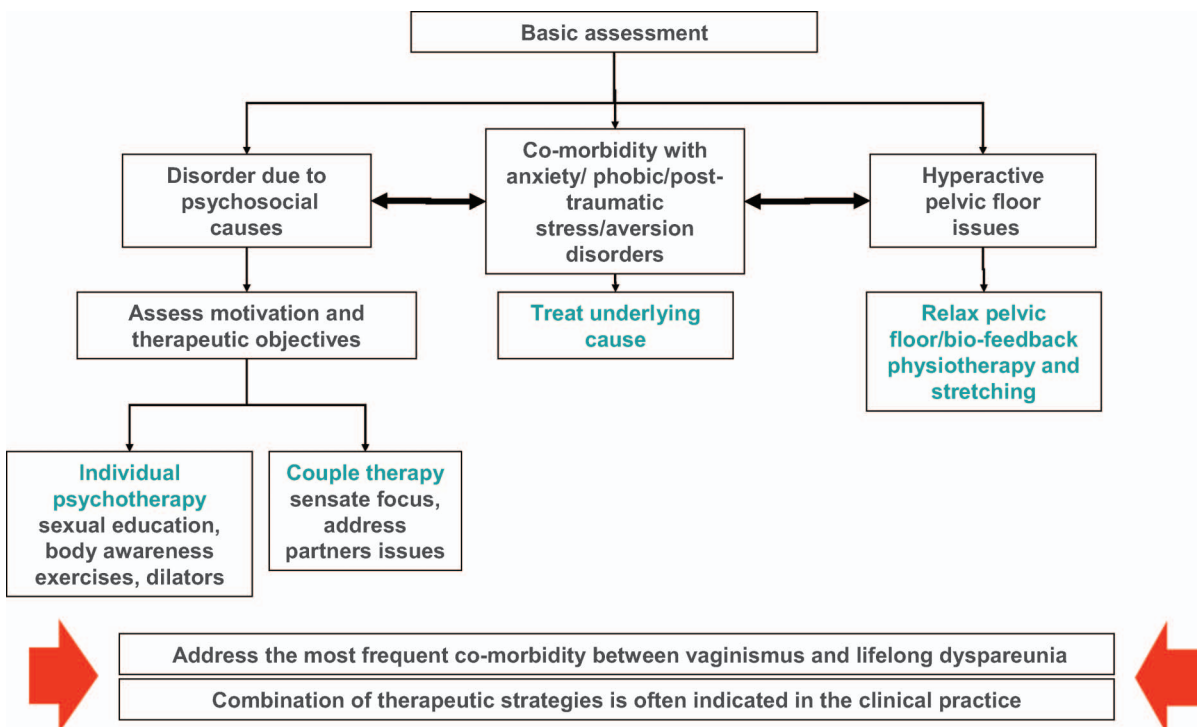 Basic assessment
Disorder due to
psychosocial
causes
Co-morbidity with
anxiety/ phobic/post-
traumatic
stress/aversion
disorders
Hyperactive
pelvic floor
issues
Assess motivation and
therapeutic objectives
Treat underlying
cause
Relax pelvic
floor/bio-feedback
physiotherapy and
stretching
Individual
psychotherapy
sexual education,
body awareness
exercises, dilators
Couple therapy
sensate focus,
address
partners issues
Address the most frequent co-morbidity between vaginismus and lifelong dyspareunia
Combination of therapeutic strategies is often indicated in the clinical practice